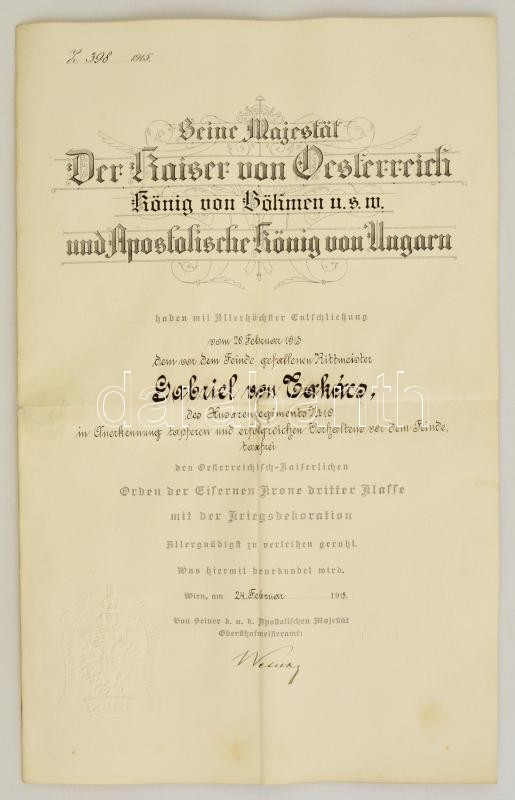 Z 398 1915.
Seine Majestät
Der Kaiser von Oesterreich
König von Böhmen u. s. w.
und Apostolische König von Ungarn
haben mit Allerhöchster Entschließung
vom 20. Februar 1915
dem vor dem Feinde gefallenen Rittmeister
Gabriel von Takács,
des Husarenregiments Nr.
in Anerkennung tapferen und erfolgreichen Verhaltens vor dem Feinde,
taxfrei
den Oesterreichisch-Kaiserlichen
Orden der Eisernen Krone dritter Klasse
mit der Kriegsdekoration
Allergnädigst zu verleihen geruht.
Was hiermit beurkundet wird.
Wien, am 24. Februar 1915.
Von Seiner k. u. k. Apostolischen Majestät
Obersthofmeisteramt:
darabanth